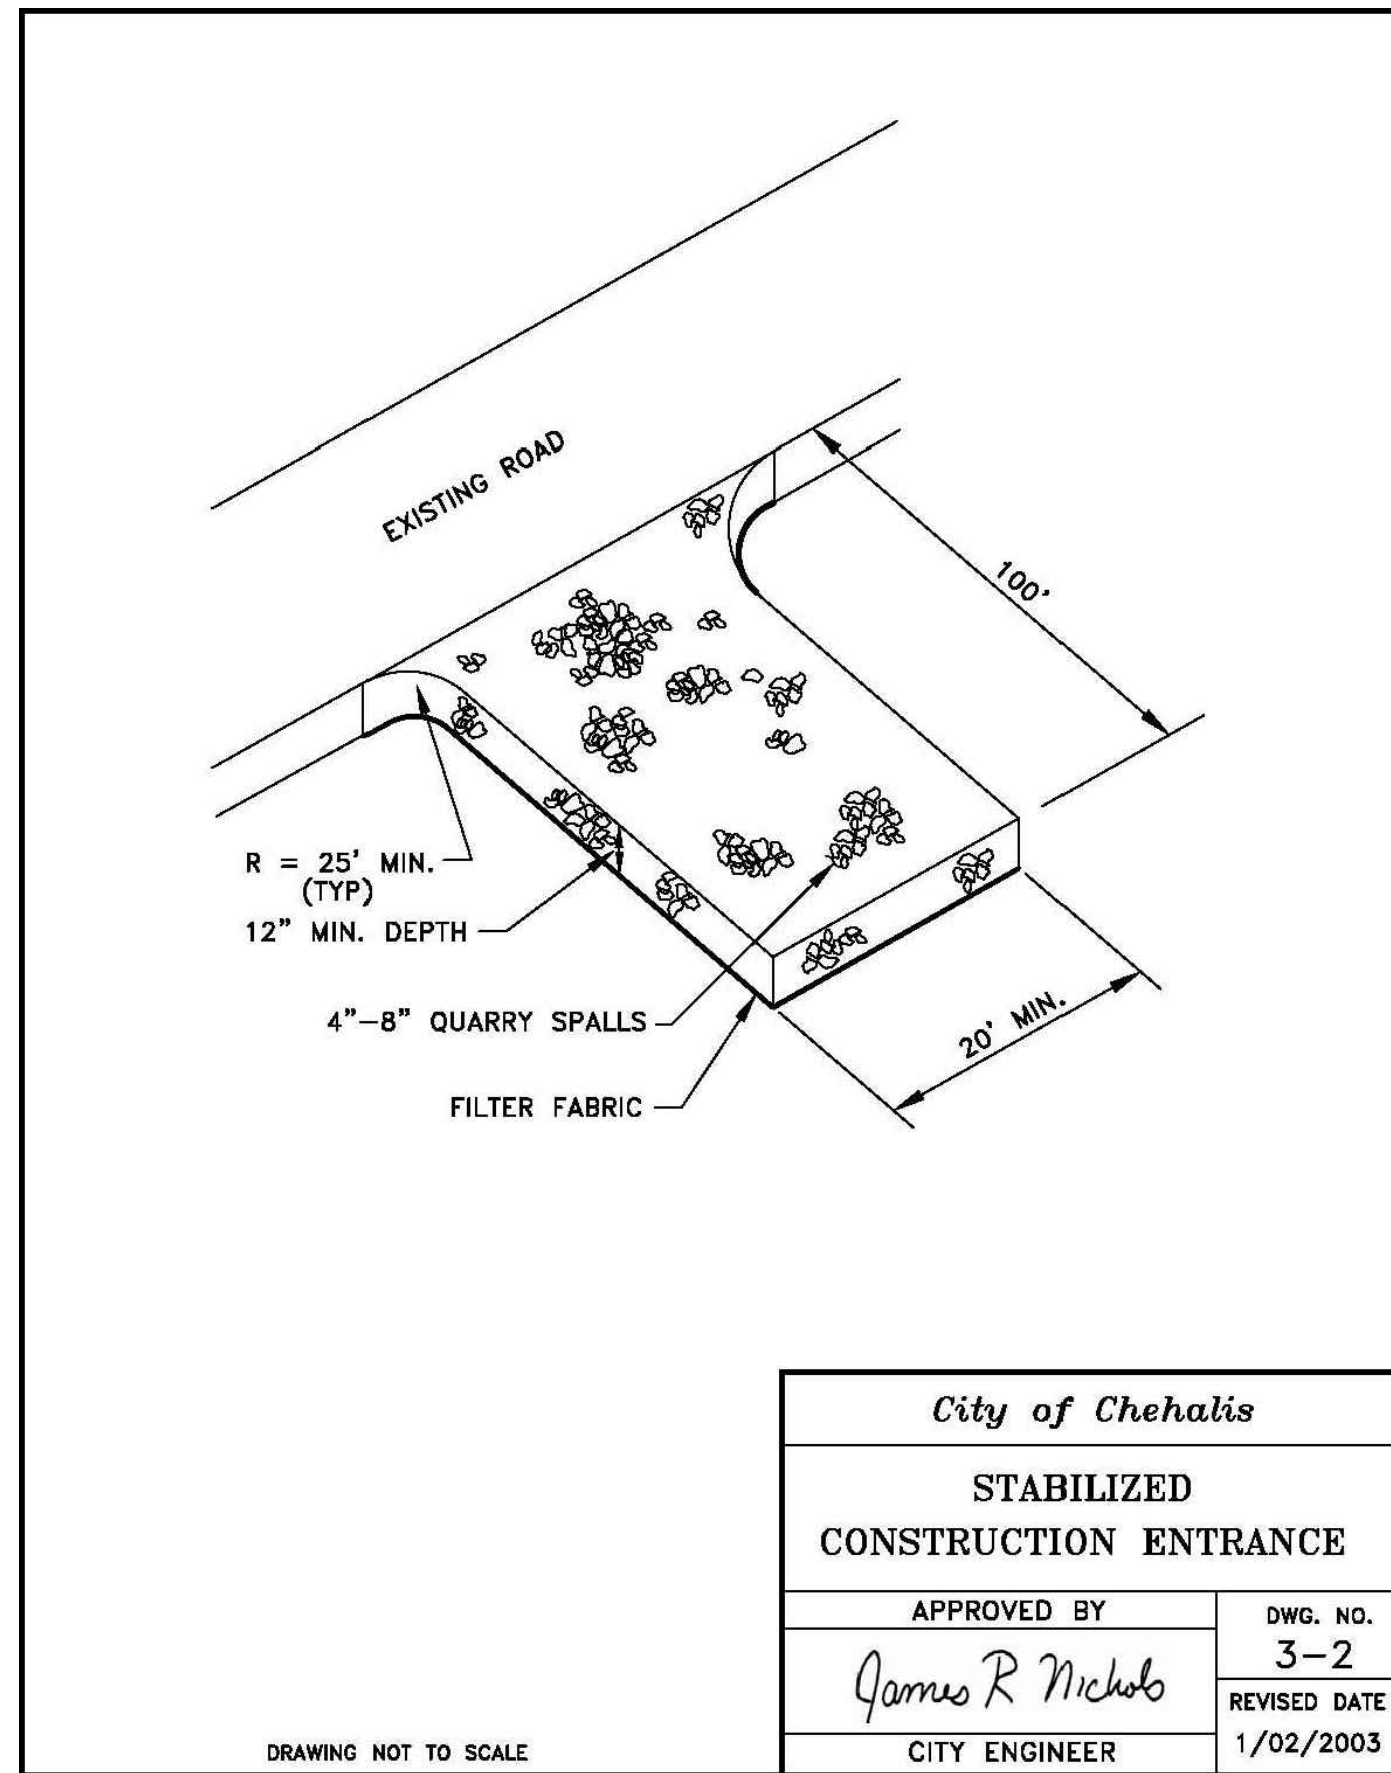 EXISTING ROAD
100'
R = 25' MIN.
(TYP)
12" MIN. DEPTH
4"-8" QUARRY SPALLS
20' MIN.
FILTER FABRIC
City of Chehalis
STABILIZED
CONSTRUCTION ENTRANCE
APPROVED BY
James R Nichols
CITY ENGINEER
DWG. NO.
3-2
REVISED DATE
1/02/2003
DRAWING NOT TO SCALE